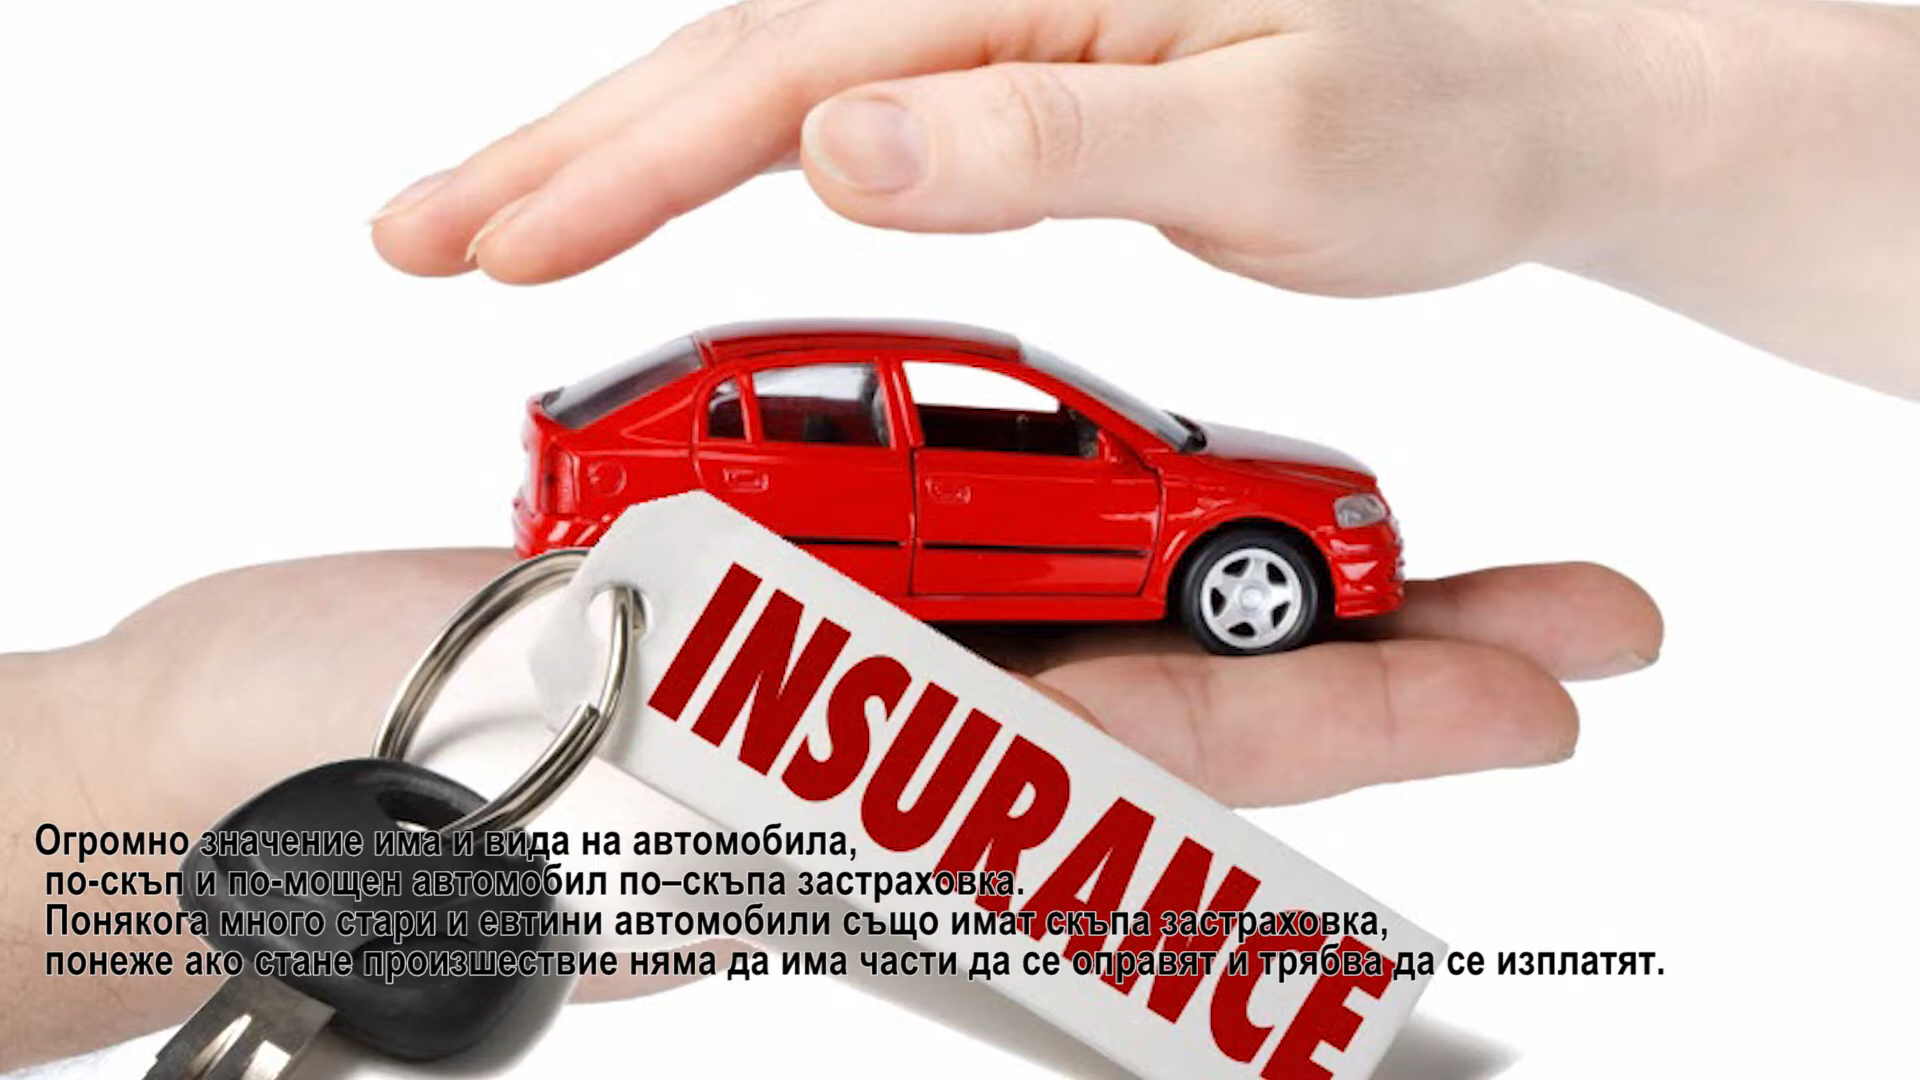 INSURANCE
Огромно значение има и вида на автомобила,
по-скъп и по-мощен автомобил по–скъпа застраховка.
Понякога много стари и евтини автомобили също имат скъпа застраховка,
понеже ако стане произшествие няма да има части да се оправят и трябва да се изплатят.